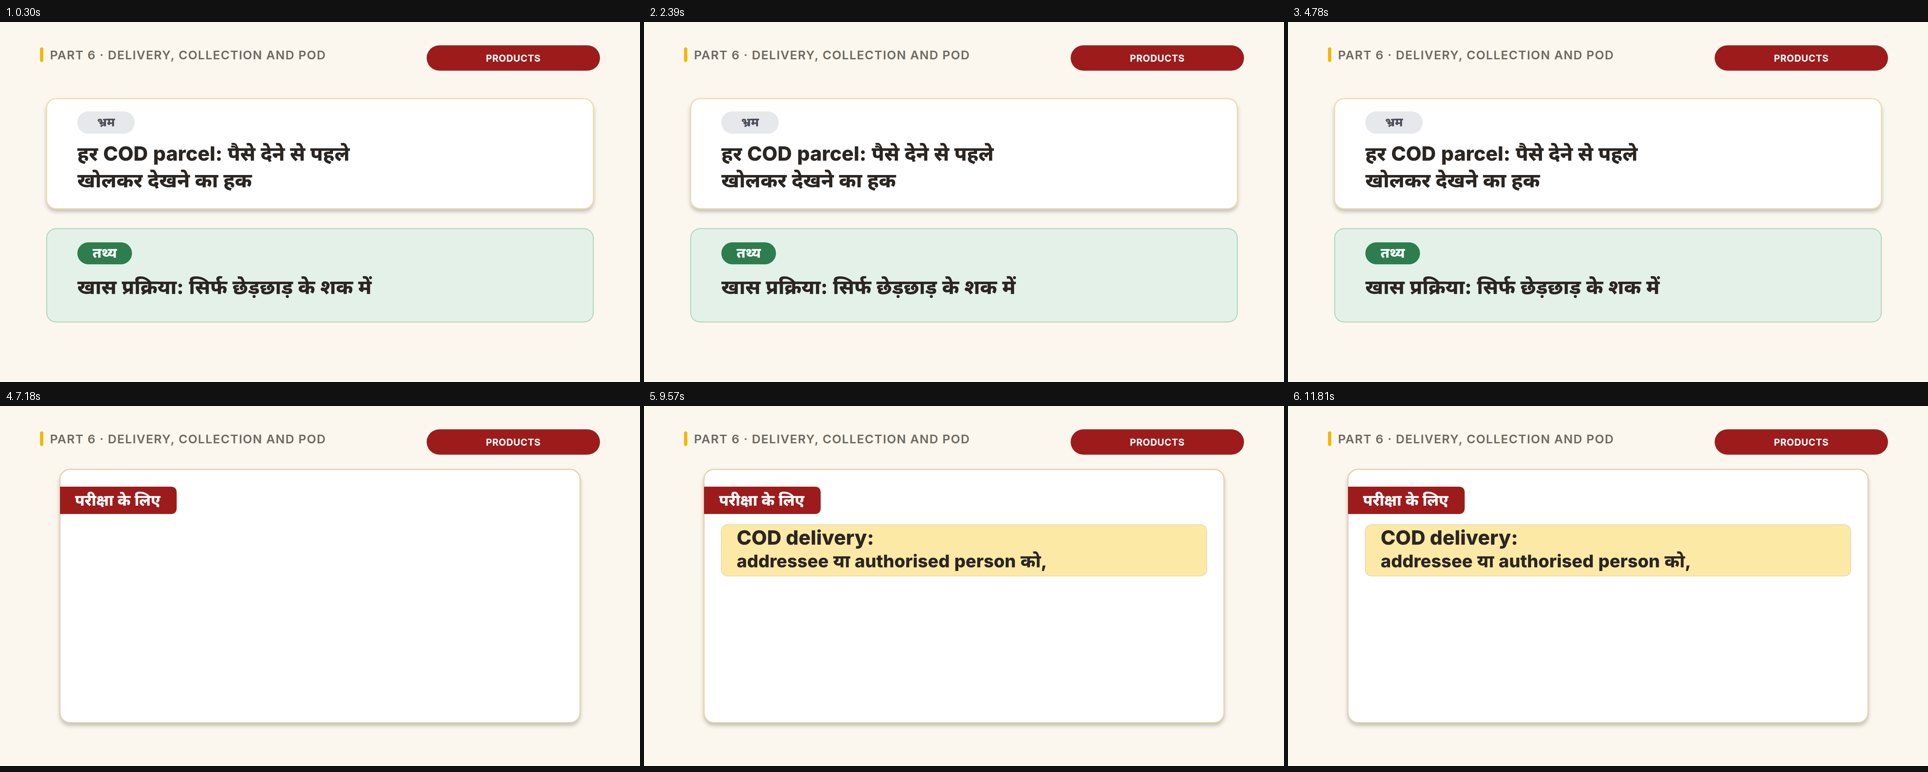 1. 0.30s
PART 6 · DELIVERY, COLLECTION AND POD
PRODUCTS
भ्रम
हर COD parcel: पैसे देने से पहले
खोलकर देखने का हक
तथ्य
खास प्रक्रिया: सिर्फ छेड़छाड़ के शक में
2. 2.39s
PART 6 · DELIVERY, COLLECTION AND POD
PRODUCTS
भ्रम
हर COD parcel: पैसे देने से पहले
खोलकर देखने का हक
तथ्य
खास प्रक्रिया: सिर्फ छेड़छाड़ के शक में
3. 4.78s
PART 6 · DELIVERY, COLLECTION AND POD
PRODUCTS
भ्रम
हर COD parcel: पैसे देने से पहले
खोलकर देखने का हक
तथ्य
खास प्रक्रिया: सिर्फ छेड़छाड़ के शक में
4. 7.18s
PART 6 · DELIVERY, COLLECTION AND POD
PRODUCTS
परीक्षा के लिए
5. 9.57s
PART 6 · DELIVERY, COLLECTION AND POD
PRODUCTS
परीक्षा के लिए
COD delivery:
addressee या authorised person को,
6. 11.81s
PART 6 · DELIVERY, COLLECTION AND POD
PRODUCTS
परीक्षा के लिए
COD delivery:
addressee या authorised person को,